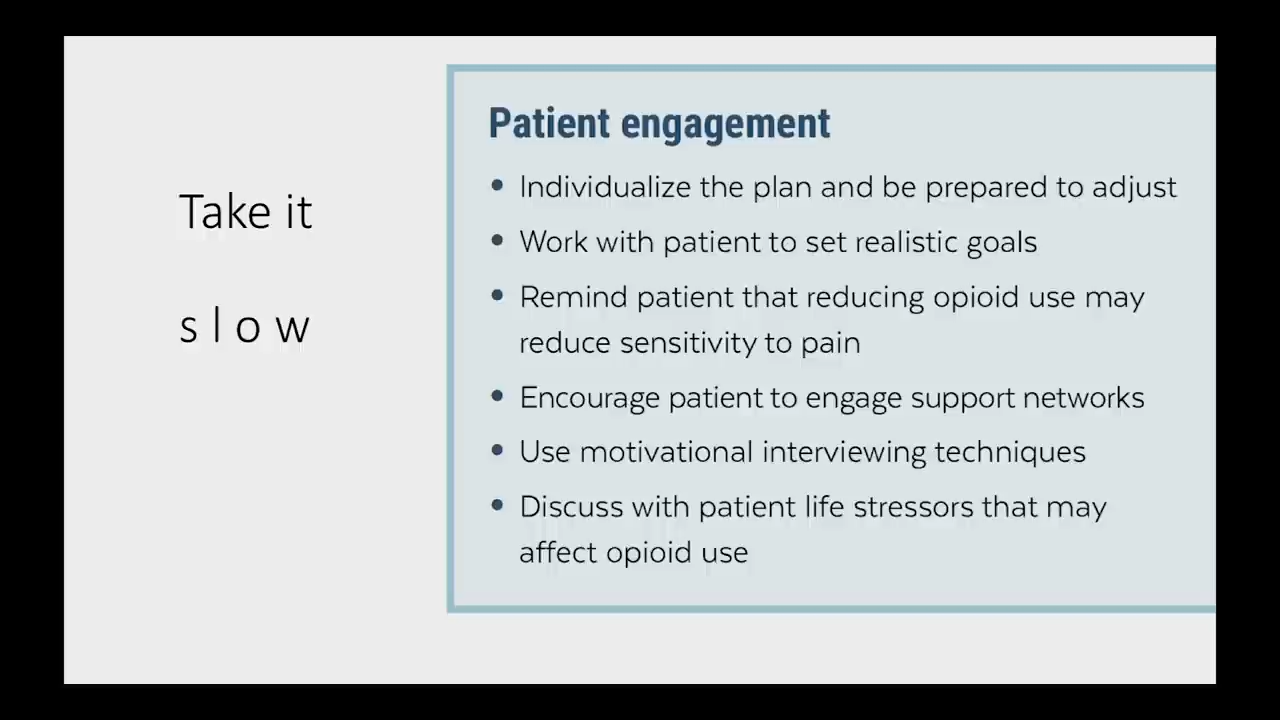 Take it
s l o w
Patient engagement
• Individualize the plan and be prepared to adjust
• Work with patient to set realistic goals
• Remind patient that reducing opioid use may
reduce sensitivity to pain
• Encourage patient to engage support networks
• Use motivational interviewing techniques
• Discuss with patient life stressors that may
affect opioid use